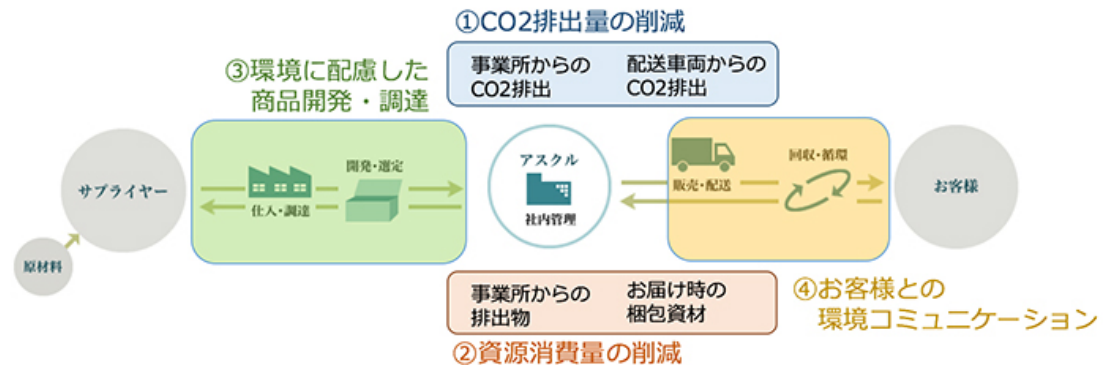 ①CO2排出量の削減
事業所からの
CO2排出
配送車両からの
CO2排出
③環境に配慮した
商品開発・調達
サプライヤー
原材料
仕入・調達
開発・選定
アスクル
社内管理
販売・配送
回収・循環
お客様
事業所からの
排出物
お届け時の
梱包資材
②資源消費量の削減
④お客様との
環境コミュニケーション